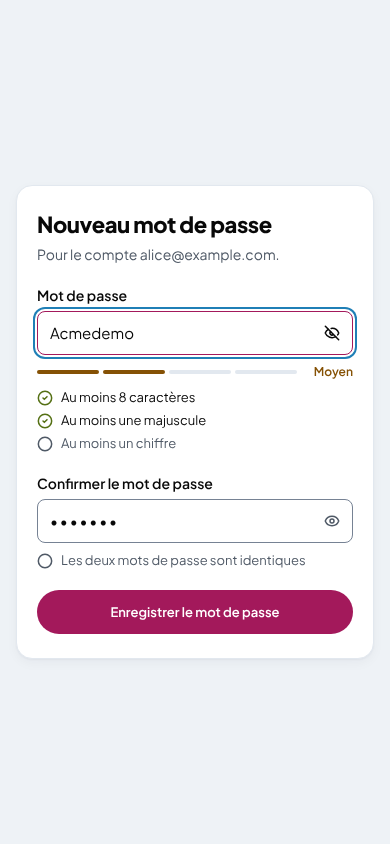 Nouveau mot de passe
Pour le compte alice@example.com.
Mot de passe
Acmedemo
Moyen
Au moins 8 caractères
Au moins une majuscule
Au moins un chiffre
Confirmer le mot de passe
•••••••
Les deux mots de passe sont identiques
Enregistrer le mot de passe